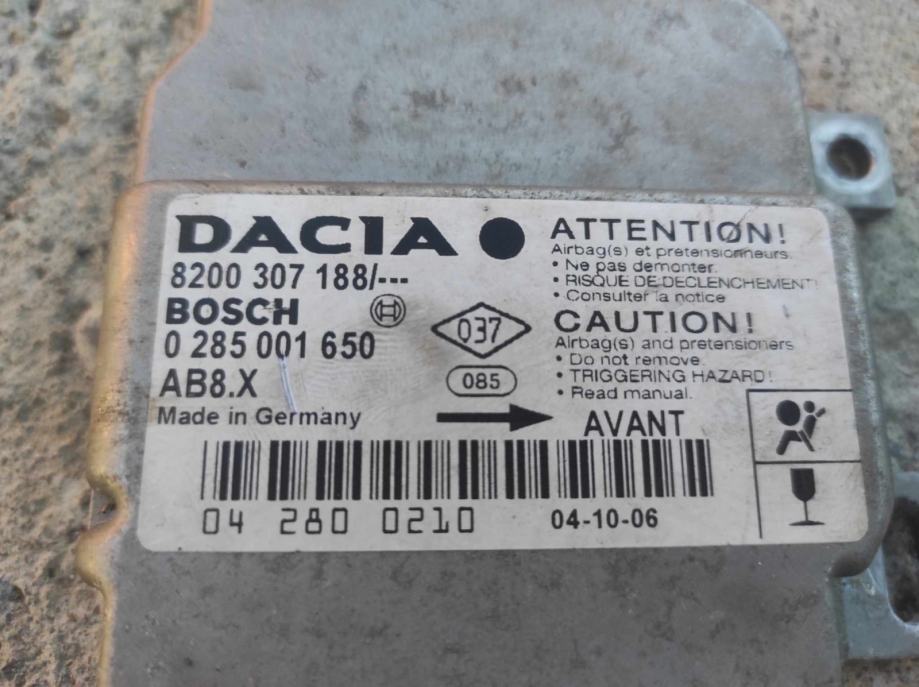 DACIA
8200 307 188/---
BOSCH
0 285 001 650
AB8.X
Made in Germany
037
085
ATTENTION!
Airbag(s) et pretensionneurs.
• Ne pas demonter.
• RISQUE DE DECLENCHEMENT!
• Consulter la notice
CAUTION!
Airbag(s) and pretensioners
• Do not remove.
• TRIGGERING HAZARD!
• Read manual.
AVANT
04 280 0210
04-10-06